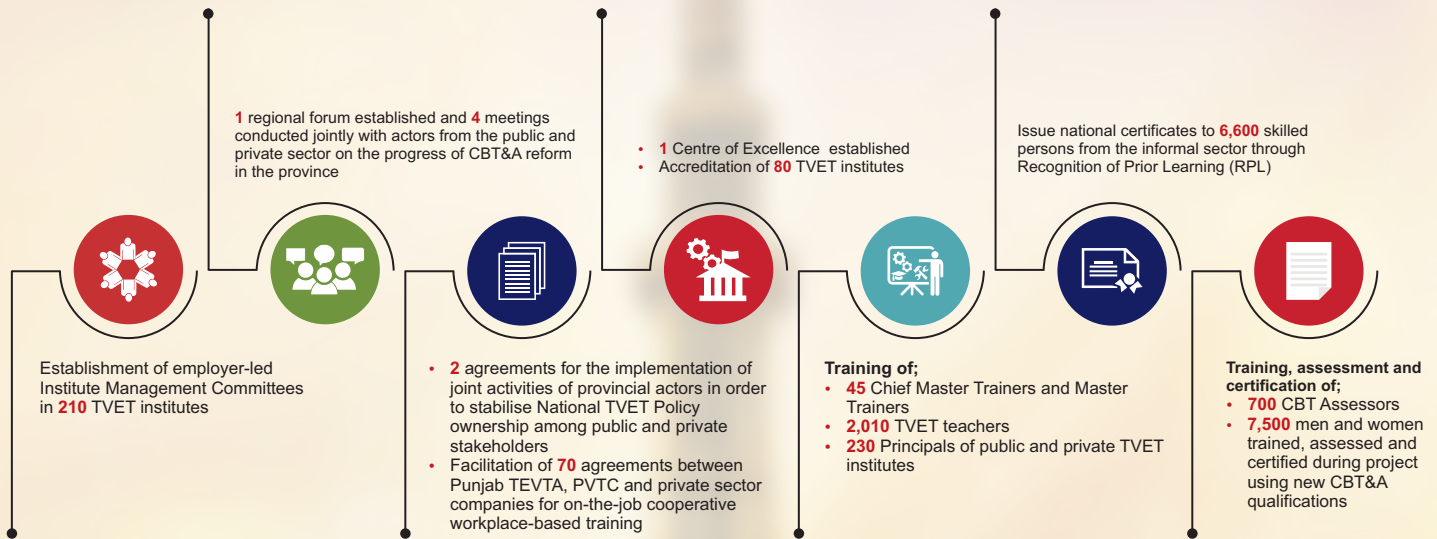 Establishment of employer-led
Institute Management Committees
in 210 TVET institutes
1 regional forum established and 4 meetings
conducted jointly with actors from the public and
private sector on the progress of CBT&A reform
in the province
• 2 agreements for the implementation of
joint activities of provincial actors in order
to stabilise National TVET Policy
ownership among public and private
stakeholders
• Facilitation of 70 agreements between
Punjab TEVTA, PVTC and private sector
companies for on-the-job cooperative
workplace-based training
• 1 Centre of Excellence established
• Accreditation of 80 TVET institutes
Training of;
• 45 Chief Master Trainers and Master
Trainers
• 2,010 TVET teachers
• 230 Principals of public and private TVET
institutes
Issue national certificates to 6,600 skilled
persons from the informal sector through
Recognition of Prior Learning (RPL)
Training, assessment and
certification of;
• 700 CBT Assessors
• 7,500 men and women
trained, assessed and
certified during project
using new CBT&A
qualifications